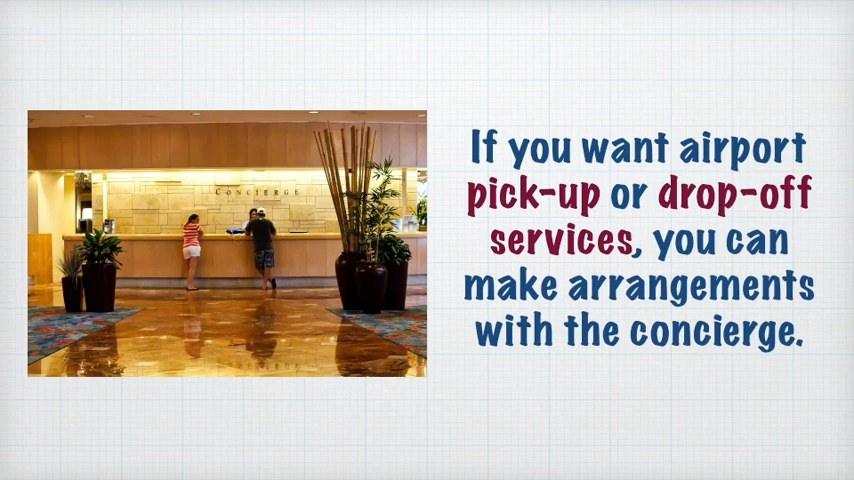 CONCIERGE
If you want airport
pick-up or drop-off
services, you can
make arrangements
with the concierge.